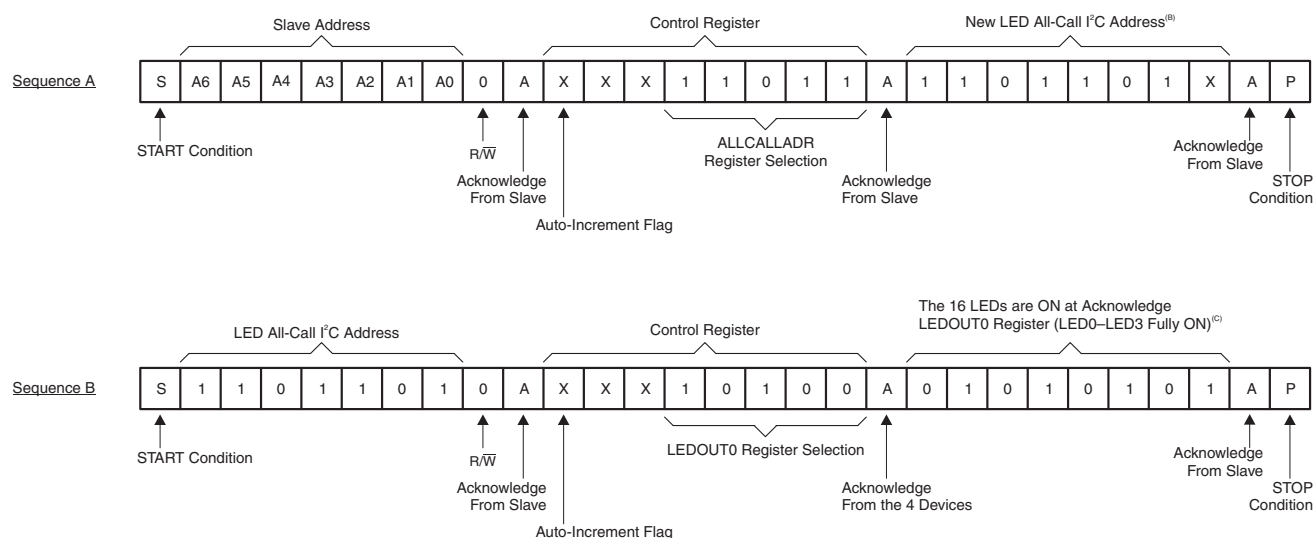 Slave Address
Control Register
New LED All-Call I²C Address(B)
Sequence A
S A6 A5 A4 A3 A2 A1 A0 0 A X X X 1 1 0 1 1 A 1 1 0 1 1 0 1 X A P
START Condition
R/W̅
Acknowledge
From Slave
Auto-Increment Flag
ALLCALLADR
Register Selection
Acknowledge
From Slave
Acknowledge
From Slave
STOP
Condition
LED All-Call I²C Address
Control Register
The 16 LEDs are ON at Acknowledge
LEDOUT0 Register (LED0–LED3 Fully ON)(C)
Sequence B
S 1 1 0 1 1 0 1 0 A X X X 1 0 1 0 0 A 0 1 0 1 0 1 0 1 A P
START Condition
R/W̅
Acknowledge
From Slave
Auto-Increment Flag
LEDOUT0 Register Selection
Acknowledge
From the 4 Devices
Acknowledge
From Slave
STOP
Condition